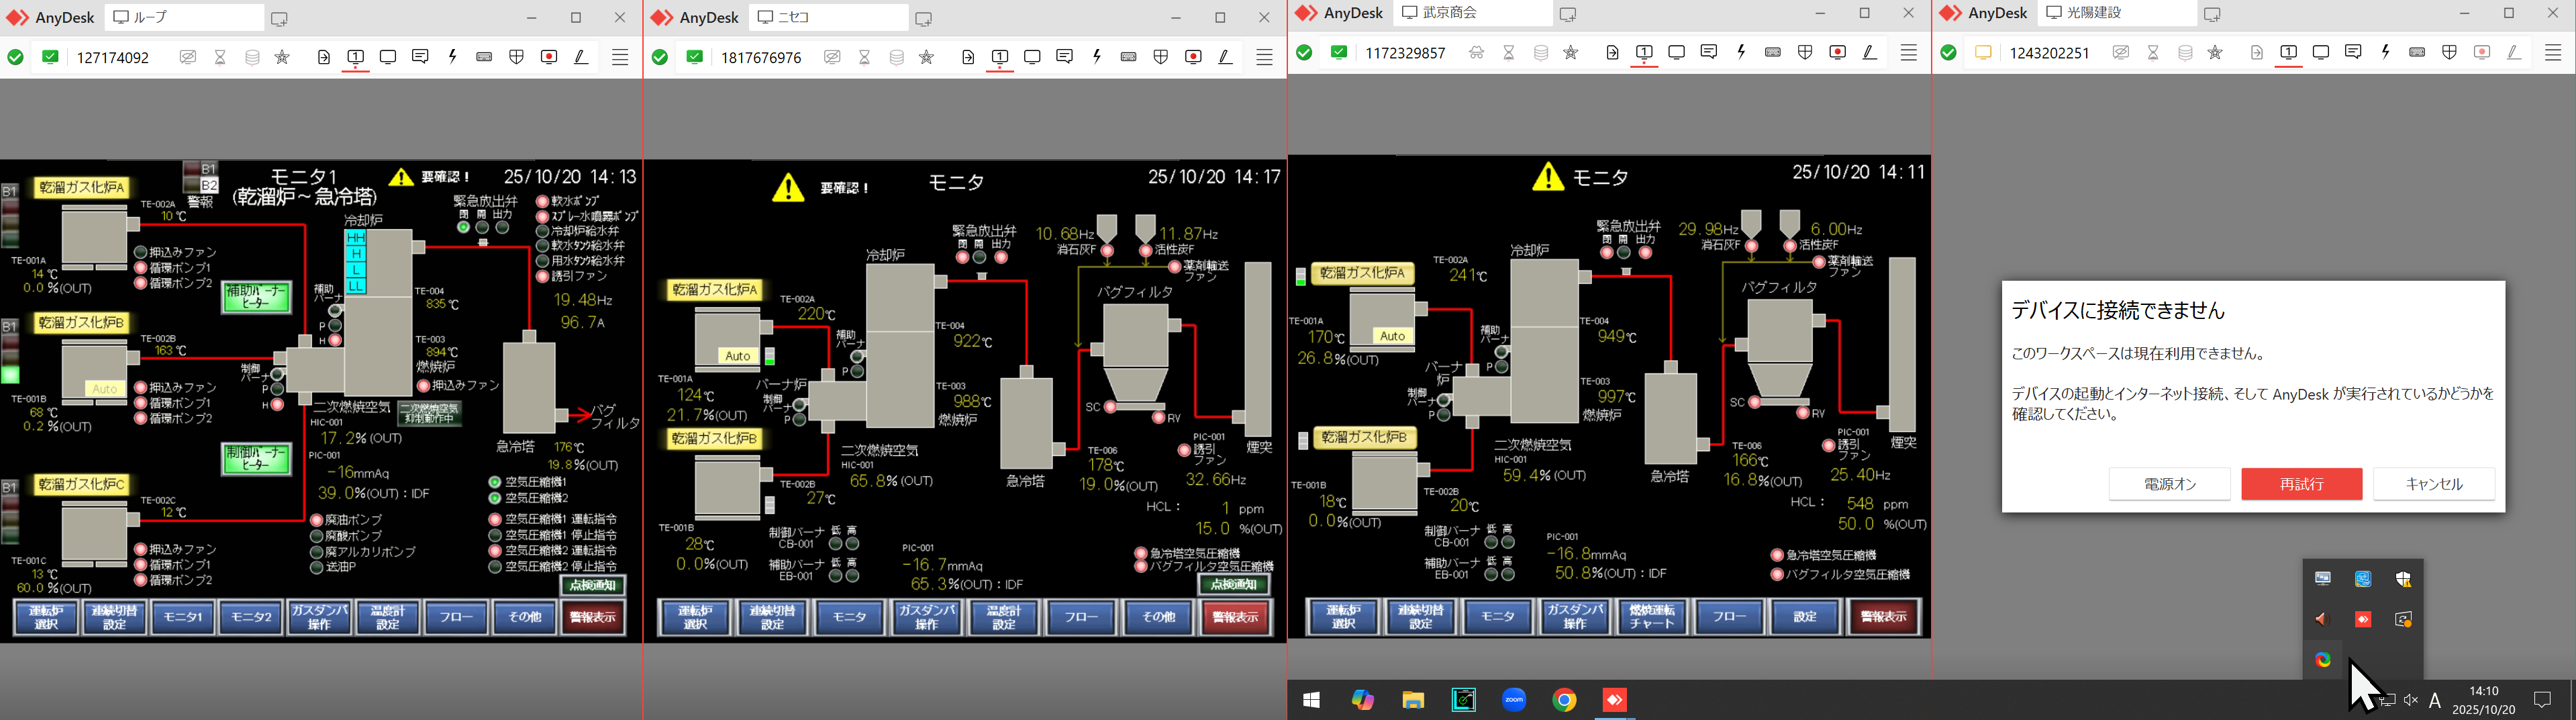 AnyDesk ループ
127174092
B1
乾溜ガス化炉A
B1
B2
警報
モニタ1
(乾溜炉～急冷塔)
要確認！
25/10/20 14:13
TE-002A
10 ℃
冷却炉
緊急放出弁
閉 開 出力
軟水ポンプ
スプレー水噴霧ポンプ
冷却炉給水弁
軟水タンク給水弁
用水タンク給水弁
誘引ファン
HH
H
L
LL
押込みファン
循環ポンプ1
循環ポンプ2
TE-001A
14 ℃
0.0 %(OUT)
補助バーナー
ヒーター
補助
バーナ
P
H
TE-004
835 ℃
19.48Hz
96.7A
B1
乾溜ガス化炉B
TE-002B
163 ℃
TE-003
894℃
燃焼炉
Auto
制御
バーナ
P
H
押込みファン
循環ポンプ1
循環ポンプ2
押込みファン
TE-001B
68 ℃
0.2 %(OUT)
二次燃焼空気
二次燃焼空気
抑制動作中
HIC-001
17.2% (OUT)
バグ
フィルタ
急冷塔
176℃
19.8%(OUT)
制御バーナー
ヒーター
PIC-001
-16mmAq
39.0%(OUT)：IDF
B1
乾溜ガス化炉C
TE-002C
12 ℃
空気圧縮機1
空気圧縮機2
廃油ポンプ
廃酸ポンプ
廃アルカリポンプ
送油P
空気圧縮機1 運転指令
空気圧縮機1 停止指令
空気圧縮機2 運転指令
空気圧縮機2 停止指令
押込みファン
循環ポンプ1
循環ポンプ2
TE-001C
13 ℃
60.0 %(OUT)
点検通知
運転炉
選択
連続切替
設定
モニタ1
モニタ2
ガスダンパ
操作
温度計
設定
フロー
その他
警報表示
AnyDesk ニセコ
1817676976
要確認！
モニタ
25/10/20 14:17
冷却炉
緊急放出弁
閉 開 出力
10.68Hz
消石灰F
11.87Hz
活性炭F
薬剤輸送
ファン
乾溜ガス化炉A
TE-002A
220℃
バグフィルタ
補助
バーナ
P
TE-004
922℃
Auto
TE-001A
124℃
21.7%(OUT)
バーナ炉
制御
バーナ
P
TE-003
988℃
燃焼炉
SC
RV
乾溜ガス化炉B
二次燃焼空気
HIC-001
65.8% (OUT)
TE-002B
27℃
急冷塔
TE-006
178℃
19.0%(OUT)
PIC-001
誘引
ファン
32.66Hz
煙突
HCL： 1 ppm
15.0 %(OUT)
TE-001B
28℃
0.0%(OUT)
制御バーナ 低 高
CB-001
補助バーナ 低 高
EB-001
PIC-001
-16.7mmAq
65.3%(OUT)：IDF
急冷塔空気圧縮機
バグフィルタ空気圧縮機
点検通知
運転炉
選択
連続切替
設定
モニタ
ガスダンパ
操作
温度計
設定
フロー
その他
警報表示
AnyDesk 武京商会
1172329857
モニタ
25/10/20 14:11
冷却炉
緊急放出弁
閉 開 出力
29.98Hz
消石灰F
6.00Hz
活性炭F
薬剤輸送
ファン
乾溜ガス化炉A
TE-002A
241℃
バグフィルタ
TE-001A
170℃
26.8%(OUT)
Auto
補助
バーナ
P
TE-004
949℃
バーナ
炉
制御
バーナ
P
TE-003
997℃
燃焼炉
SC
RV
乾溜ガス化炉B
二次燃焼空気
HIC-001
59.4% (OUT)
TE-001B
18℃
0.0%(OUT)
TE-002B
20℃
急冷塔
TE-006
166℃
16.8%(OUT)
PIC-001
誘引
ファン
25.40Hz
煙突
HCL： 548 ppm
50.0 %(OUT)
制御バーナ 低 高
CB-001
補助バーナ 低 高
EB-001
PIC-001
-16.8mmAq
50.8%(OUT)：IDF
急冷塔空気圧縮機
バグフィルタ空気圧縮機
運転炉
選択
連続切替
設定
モニタ
ガスダンパ
操作
燃焼運転
チャート
フロー
設定
警報表示
zoom
AnyDesk 光陽建設
1243202251
デバイスに接続できません
このワークスペースは現在利用できません。
デバイスの起動とインターネット接続、そして AnyDesk が実行されているかどうかを
確認してください。
電源オン
再試行
キャンセル
A
14:10
2025/10/20